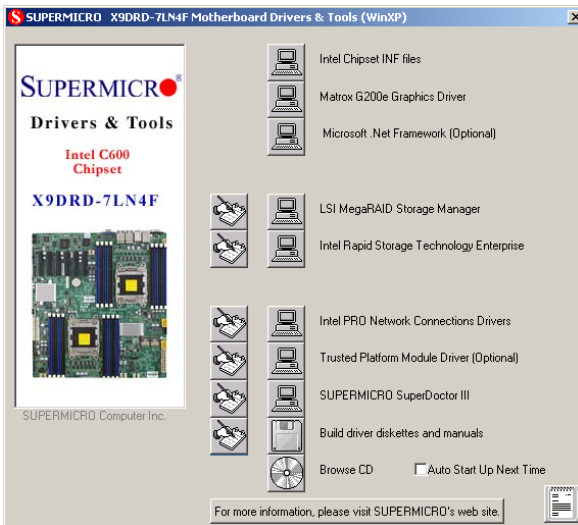 SUPERMICRO X9DRD-7LN4F Motherboard Drivers & Tools (WinXP)
SUPERMICRO®
Drivers & Tools
Intel C600
Chipset
X9DRD-7LN4F
SUPERMICRO Computer Inc.
Intel Chipset INF files
Matrox G200e Graphics Driver
Microsoft .Net Framework (Optional)
LSI MegaRAID Storage Manager
Intel Rapid Storage Technology Enterprise
Intel PRO Network Connections Drivers
Trusted Platform Module Driver (Optional)
SUPERMICRO SuperDoctor III
Build driver diskettes and manuals
Browse CD Auto Start Up Next Time
For more information, please visit SUPERMICRO's web site.